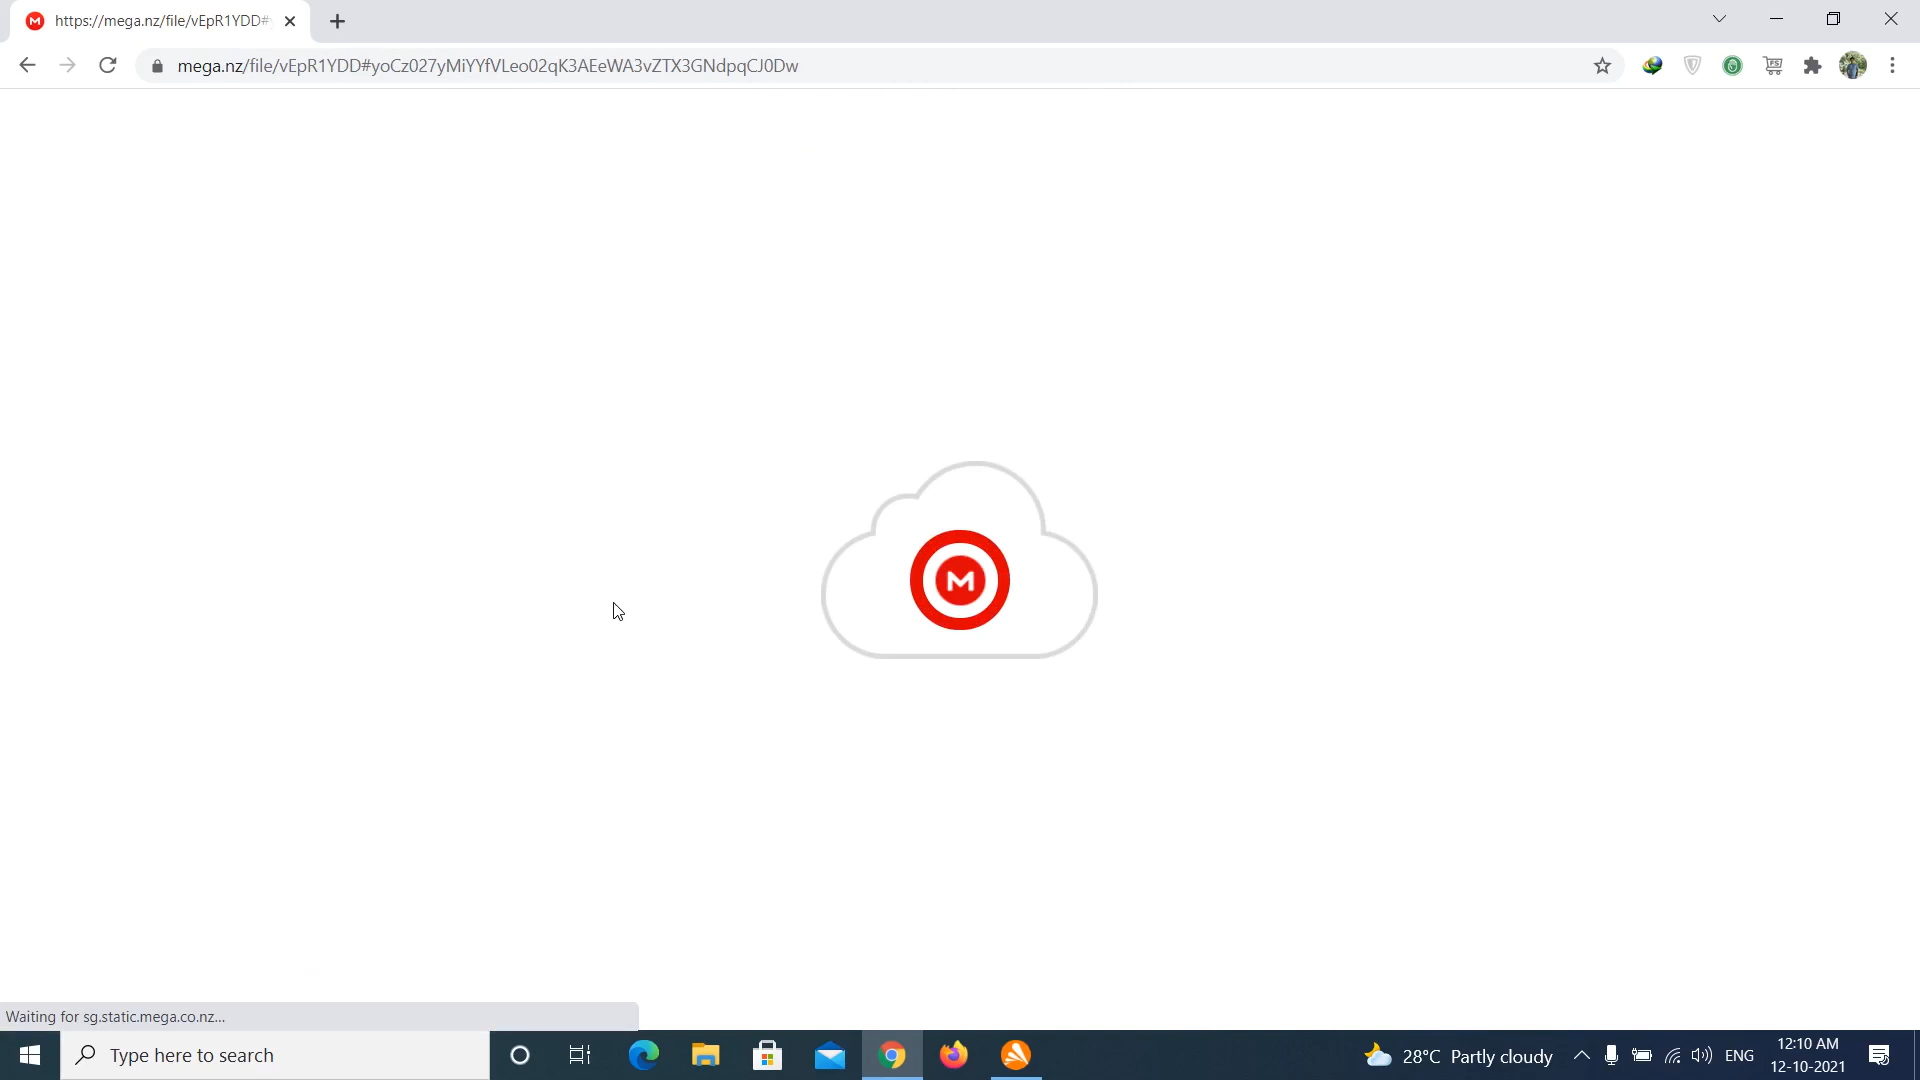 https://mega.nz/file/vEpR1YDD#
mega.nz/file/vEpR1YDD#yoCz027yMiYYfVLeo02qK3AEeWA3vZTX3GNdpqCJ0Dw
M
Waiting for sg.static.mega.co.nz...
Type here to search
28°C Partly cloudy
ENG
12:10 AM
12-10-2021